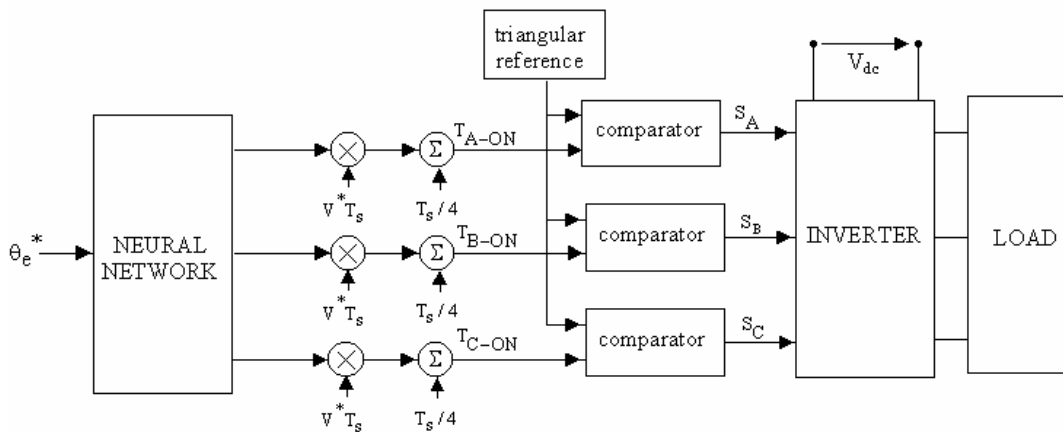 triangular
reference
V_dc
T_A-ON
comparator
S_A
×
Σ
V*T_s
T_s/4
θ_e*
NEURAL
NETWORK
T_B-ON
comparator
S_B
INVERTER
LOAD
×
Σ
V*T_s
T_s/4
T_C-ON
comparator
S_C
×
Σ
V*T_s
T_s/4